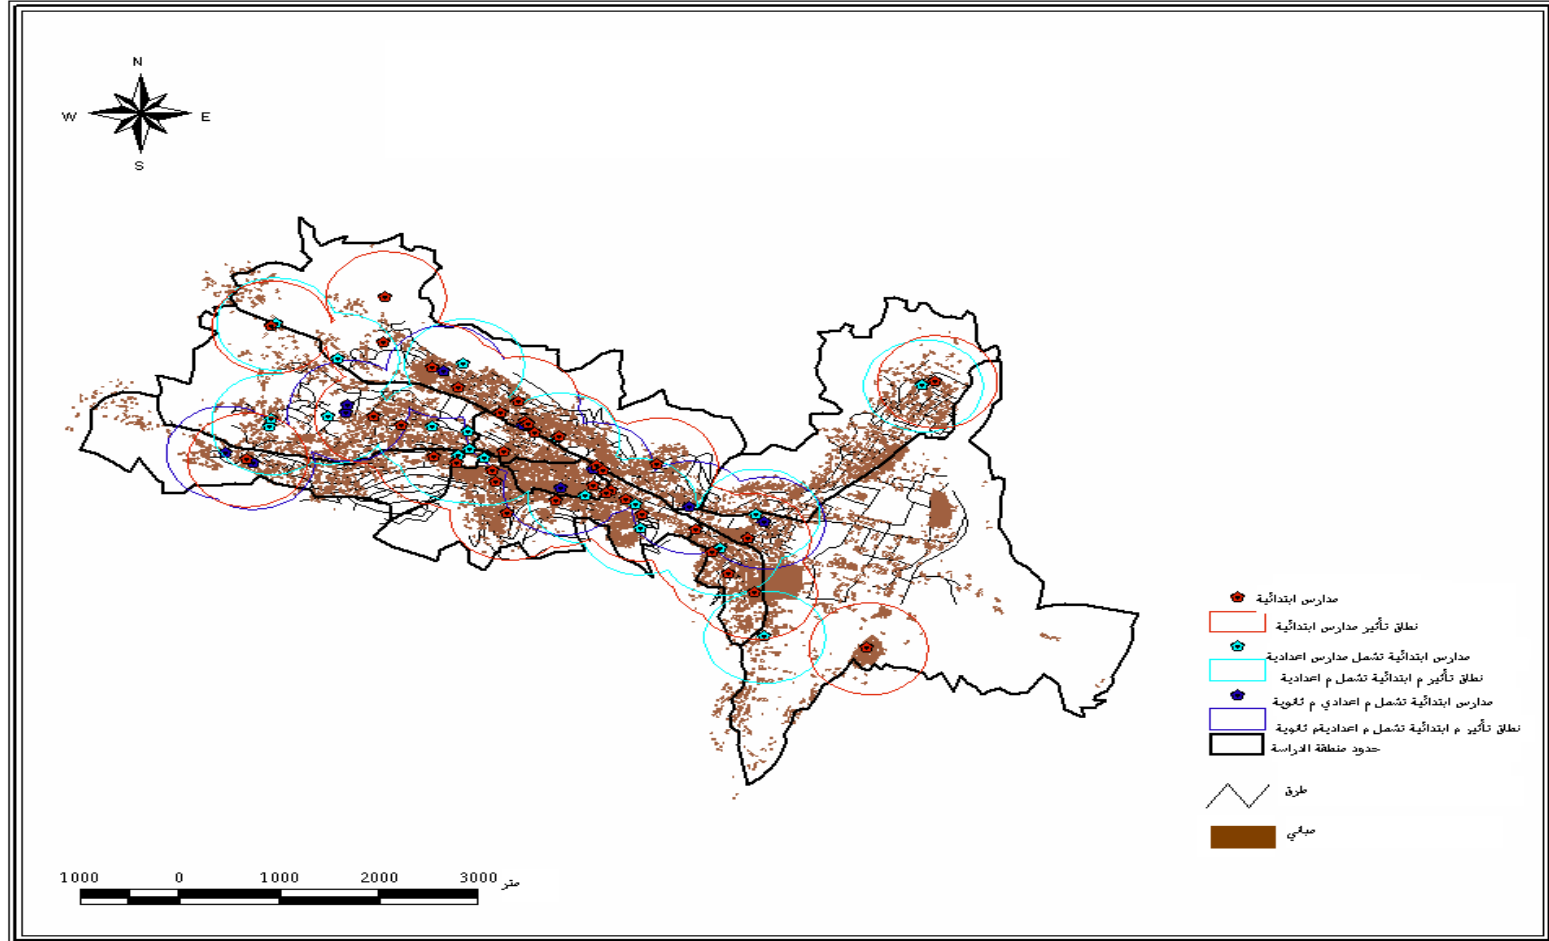 N
W E
S
مدارس ابتدائية
نطاق تأثير مدارس ابتدائية
مدارس ابتدائية تشمل مدارس اعدادية
نطاق تأثير م ابتدائية تشمل م اعدادية
مدارس ابتدائية تشمل م اعدادي م ثانوية
نطاق تأثير م ابتدائية تشمل م اعداديةم ثانوية
حدود منطقة الدراسة
طرق
مباني
1000 0 1000 2000 3000 متر